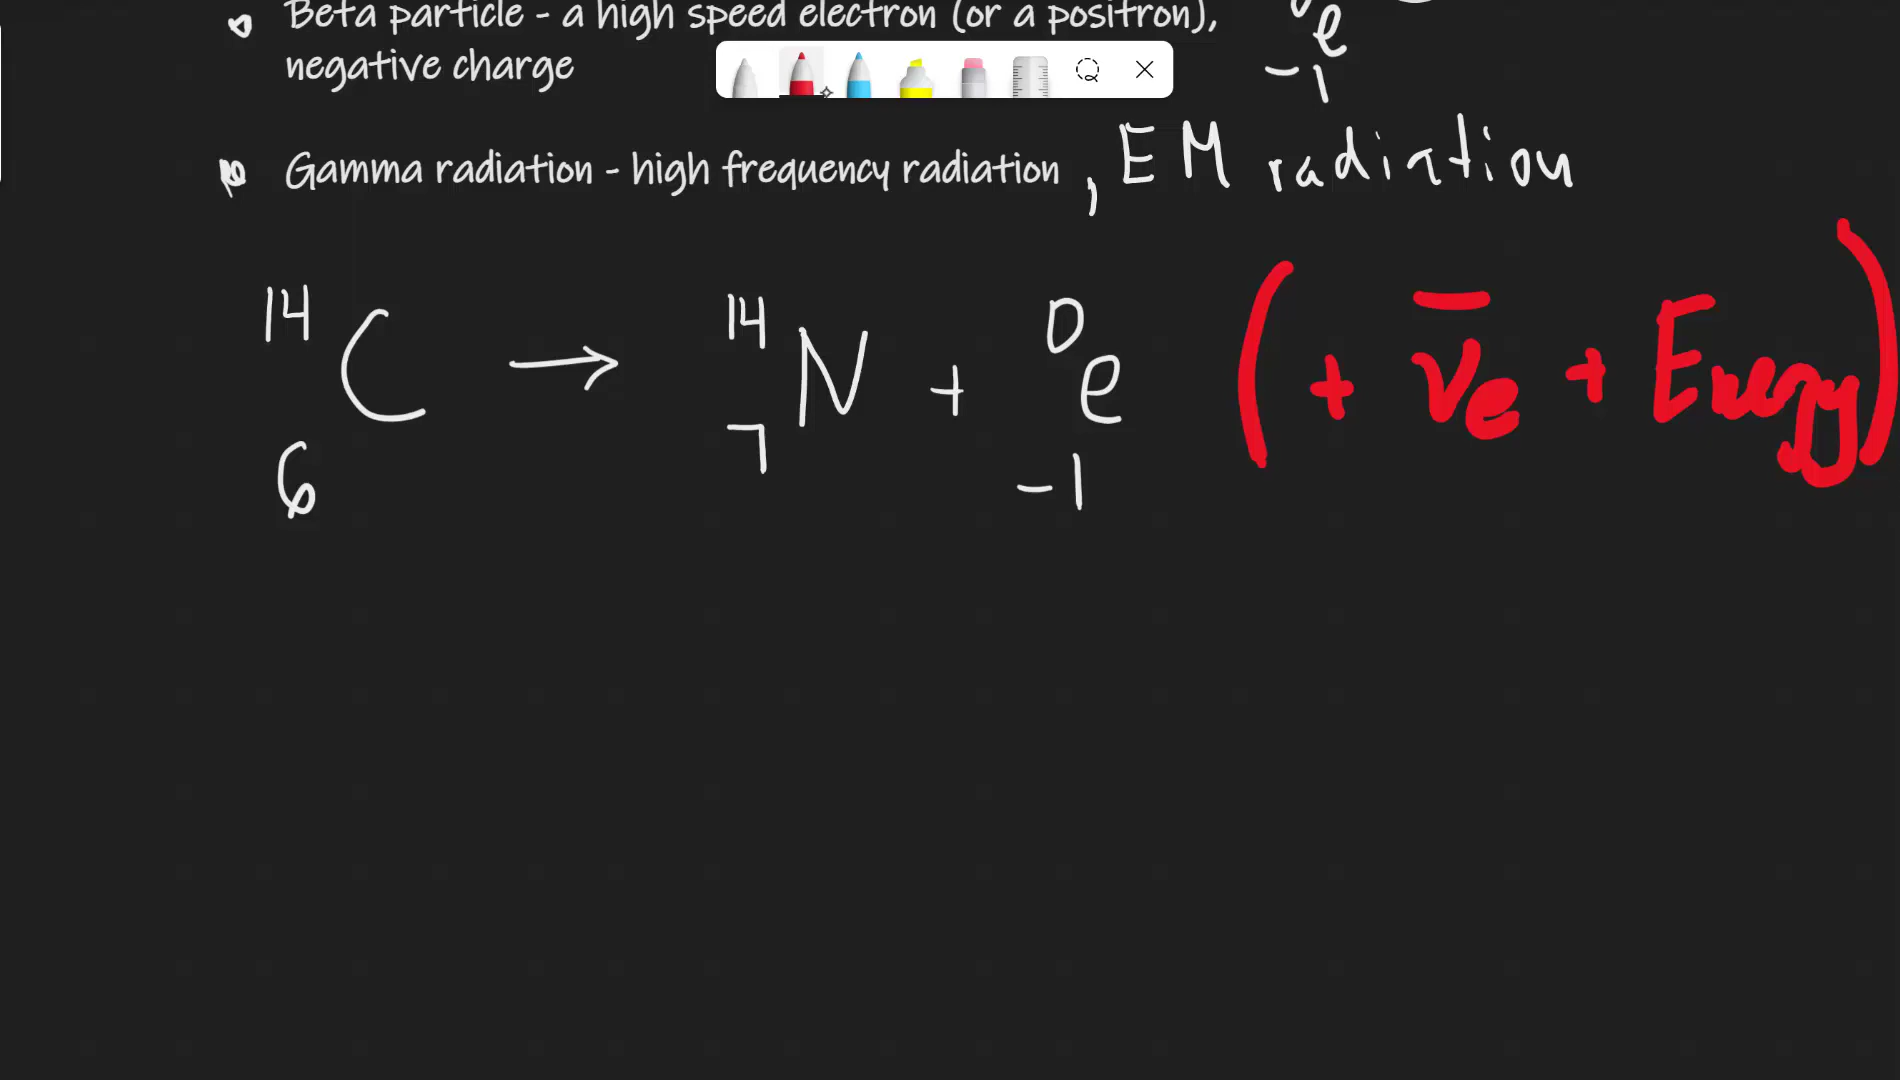 Beta particle - a high speed electron (or a positron), 0 e -1
negative charge
Gamma radiation - high frequency radiation , EM radiation
14 6 C → 14 7 N + 0 -1 e (+ ν̄e + Energy)